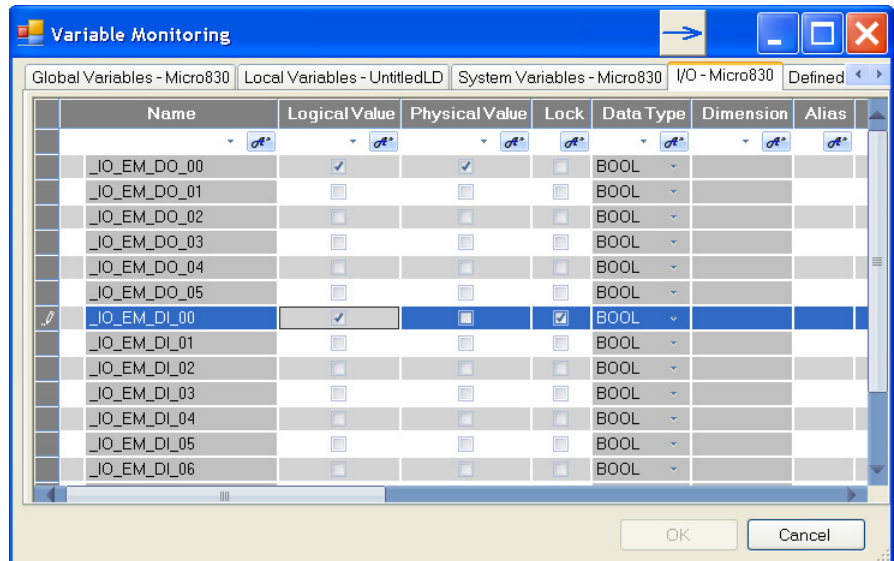 Variable Monitoring
Global Variables - Micro830 Local Variables - UntitledLD System Variables - Micro830 I/O - Micro830 Defined
Name Logical Value Physical Value Lock Data Type Dimension Alias
_IO_EM_DO_00 BOOL
_IO_EM_DO_01 BOOL
_IO_EM_DO_02 BOOL
_IO_EM_DO_03 BOOL
_IO_EM_DO_04 BOOL
_IO_EM_DO_05 BOOL
_IO_EM_DI_00 BOOL
_IO_EM_DI_01 BOOL
_IO_EM_DI_02 BOOL
_IO_EM_DI_03 BOOL
_IO_EM_DI_04 BOOL
_IO_EM_DI_05 BOOL
_IO_EM_DI_06 BOOL
OK Cancel